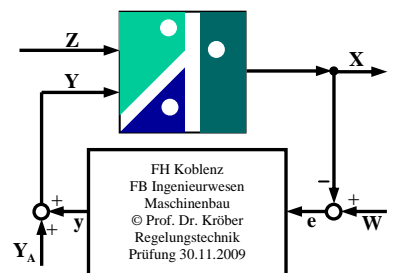 Z
X
Y
FH Koblenz
FB Ingenieurwesen
Maschinenbau
© Prof. Dr. Kröber
Regelungstechnik
Prüfung 30.11.2009
–
+
+
+
y
e
W
Y_A